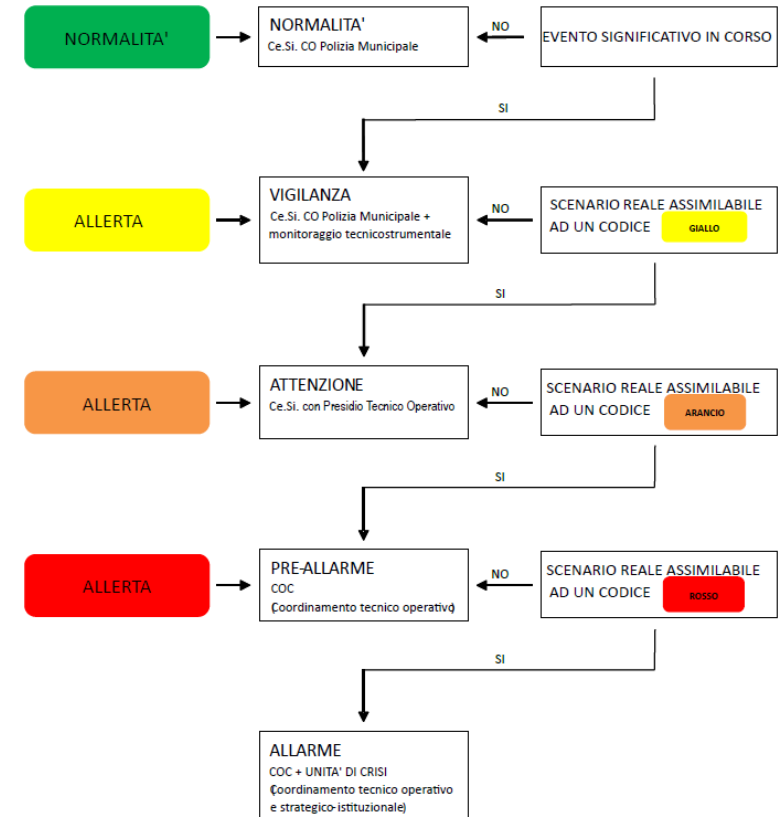 NORMALITA'
NORMALITA'
Ce.Si. CO Polizia Municipale
NO
EVENTO SIGNIFICATIVO IN CORSO
SI
ALLERTA
VIGILANZA
Ce.Si. CO Polizia Municipale +
monitoraggio tecnicostrumentale
NO
SCENARIO REALE ASSIMILABILE
AD UN CODICE GIALLO
SI
ALLERTA
ATTENZIONE
Ce.Si. con Presidio Tecnico Operativo
NO
SCENARIO REALE ASSIMILABILE
AD UN CODICE ARANCIO
SI
ALLERTA
PRE-ALLARME
COC
(Coordinamento tecnico operativo)
NO
SCENARIO REALE ASSIMILABILE
AD UN CODICE ROSSO
SI
ALLARME
COC + UNITA' DI CRISI
(Coordinamento tecnico operativo
e strategico-istituzionale)